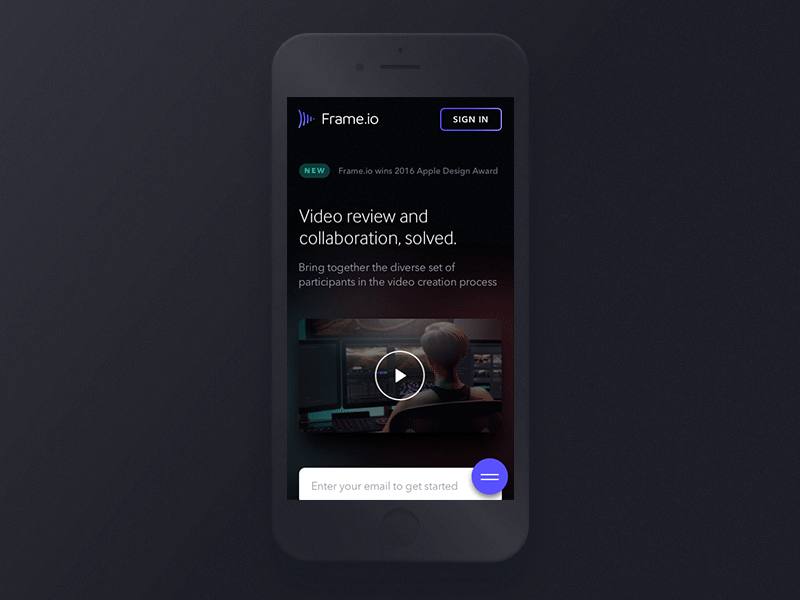 Frame.io
SIGN IN
NEW
Frame.io wins 2016 Apple Design Award
Video review and
collaboration, solved.
Bring together the diverse set of
participants in the video creation process
Enter your email to get started